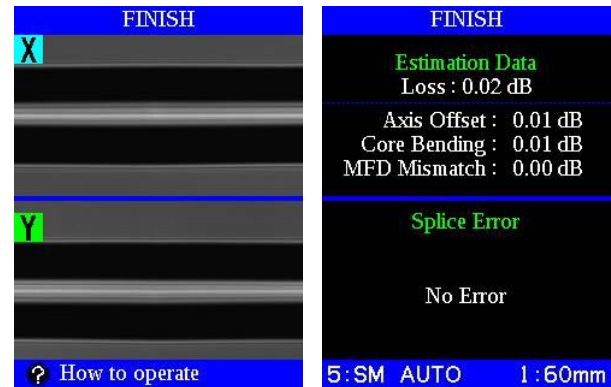 FINISH
X
Y
? How to operate
FINISH
Estimation Data
Loss : 0.02 dB
Axis Offset : 0.01 dB
Core Bending : 0.01 dB
MFD Mismatch : 0.00 dB
Splice Error
No Error
5:SM AUTO 1:60mm